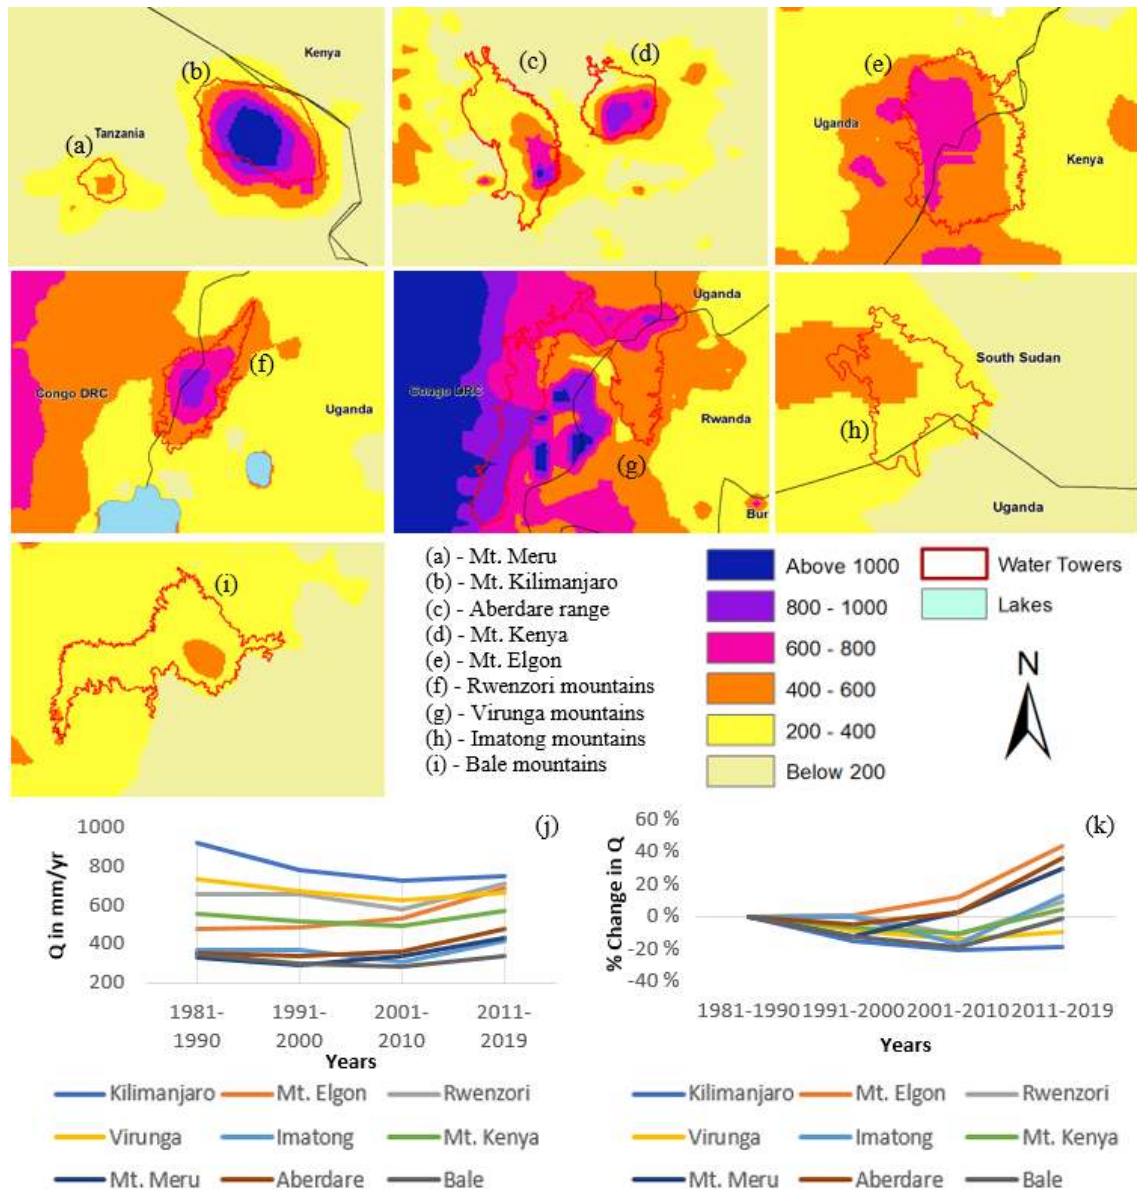 Kenya
(b)
Tanzania
(a)
(c)
(d)
(e)
Uganda
Kenya
Congo DRC
(f)
Uganda
Uganda
Congo DRC
Rwanda
(g)
Bur
South Sudan
(h)
Uganda
(i)
(a) - Mt. Meru
(b) - Mt. Kilimanjaro
(c) - Aberdare range
(d) - Mt. Kenya
(e) - Mt. Elgon
(f) - Rwenzori mountains
(g) - Virunga mountains
(h) - Imatong mountains
(i) - Bale mountains
Above 1000
800 - 1000
600 - 800
400 - 600
200 - 400
Below 200
Water Towers
Lakes
N
(j)
Q in mm/yr
1000
800
600
400
200
1981-1990
1991-2000
2001-2010
2011-2019
Years
Kilimanjaro
Mt. Elgon
Rwenzori
Virunga
Imatong
Mt. Kenya
Mt. Meru
Aberdare
Bale
(k)
% Change in Q
60 %
40 %
20 %
0 %
-20 %
-40 %
1981-1990
1991-2000
2001-2010
2011-2019
Years
Kilimanjaro
Mt. Elgon
Rwenzori
Virunga
Imatong
Mt. Kenya
Mt. Meru
Aberdare
Bale